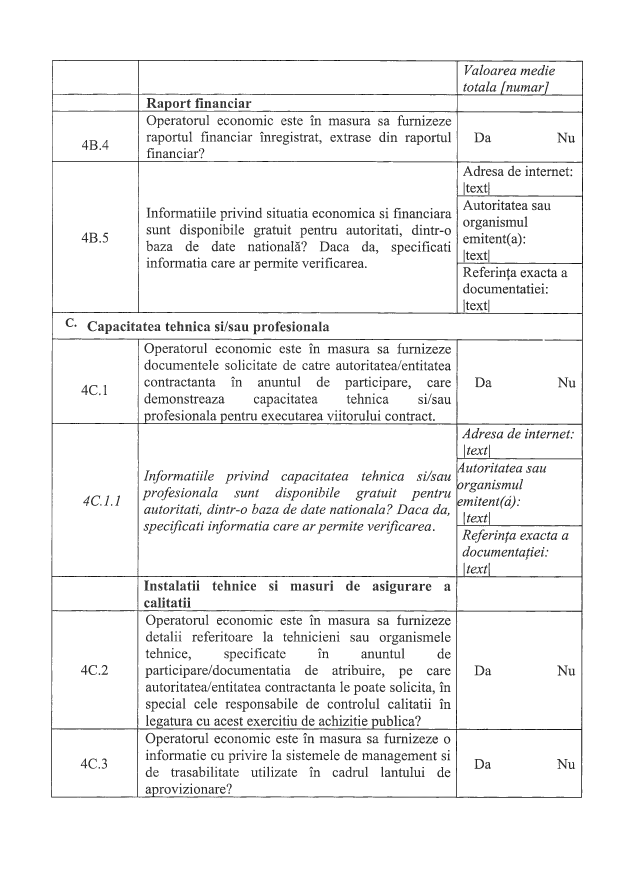 Valoarea medie
totala [numar]
Raport financiar
4B.4
Operatorul economic este în masura sa furnizeze
raportul financiar înregistrat, extrase din raportul
financiar?
Da Nu
4B.5
Informatiile privind situatia economica si financiara
sunt disponibile gratuit pentru autoritati, dintr-o
baza de date natională? Daca da, specificati
informatia care ar permite verificarea.
Adresa de internet:
|text|
Autoritatea sau
organismul
emitent(a):
|text|
Referința exacta a
documentatiei:
|text|
C. Capacitatea tehnica si/sau profesionala
4C.1
Operatorul economic este în masura sa furnizeze
documentele solicitate de catre autoritatea/entitatea
contractanta în anuntul de participare, care
demonstreaza capacitatea tehnica si/sau
profesionala pentru executarea viitorului contract.
Da Nu
4C.1.1
Informatiile privind capacitatea tehnica si/sau
profesionala sunt disponibile gratuit pentru
autoritati, dintr-o baza de date nationala? Daca da,
specificati informatia care ar permite verificarea.
Adresa de internet:
|text|
Autoritatea sau
organismul
emitent(á):
|text|
Referința exacta a
documentației:
|text|
Instalatii tehnice si masuri de asigurare a
calitatii
4C.2
Operatorul economic este în masura sa furnizeze
detalii referitoare la tehnicieni sau organismele
tehnice, specificate în anuntul de
participare/documentatia de atribuire, pe care
autoritatea/entitatea contractanta le poate solicita, în
special cele responsabile de controlul calitatii în
legatura cu acest exercitiu de achizitie publica?
Da Nu
4C.3
Operatorul economic este în masura sa furnizeze o
informatie cu privire la sistemele de management si
de trasabilitate utilizate în cadrul lantului de
aprovizionare?
Da Nu